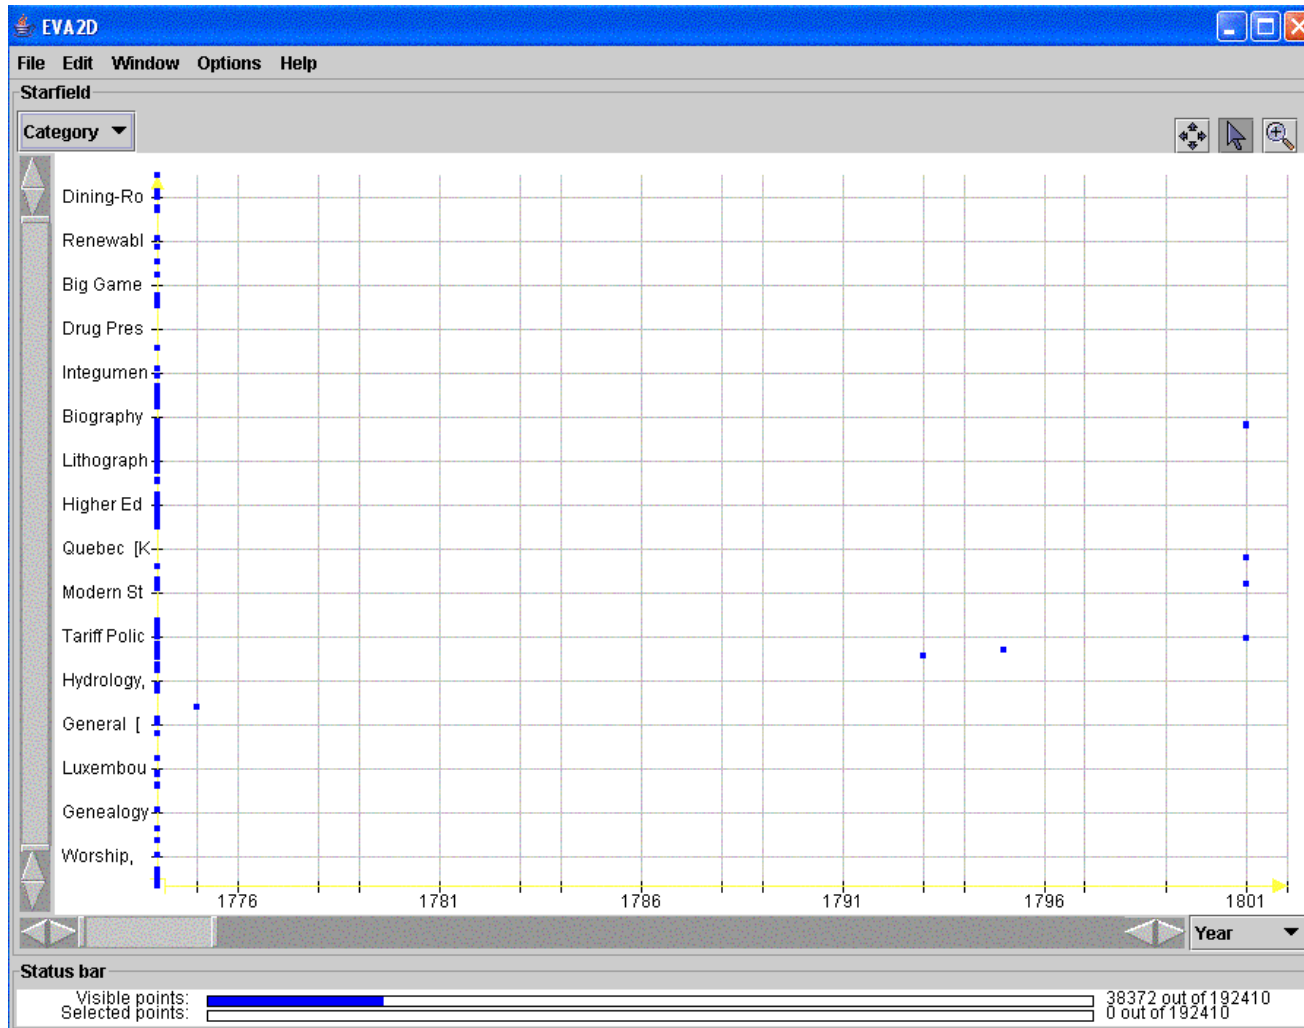 EVA2D
File Edit Window Options Help
Starfield
Category
Dining-Ro
Renewabl
Big Game
Drug Pres
Integumen
Biography
Lithograph
Higher Ed
Quebec [K
Modern St
Tariff Polic
Hydrology,
General [
Luxembou
Genealogy
Worship,
1776 1781 1786 1791 1796 1801
Year
Status bar
Visible points: 38372 out of 192410
Selected points: 0 out of 192410